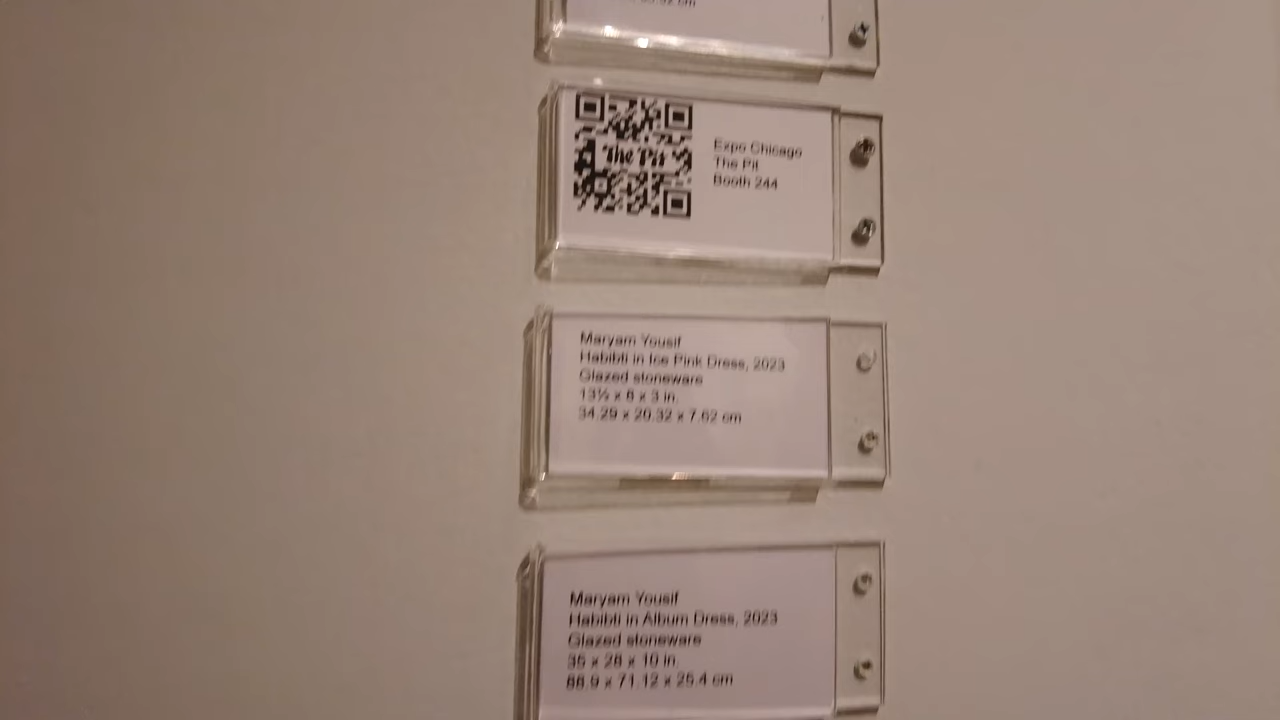 The Pit
Expo Chicago
The Pit
Booth 244
Maryam Yousif
Habibti in Ice Pink Dress, 2023
Glazed stoneware
13½ x 8 x 3 in.
34.29 x 20.32 x 7.62 cm
Maryam Yousif
Habibti in Album Dress, 2023
Glazed stoneware
35 x 28 x 10 in.
88.9 x 71.12 x 25.4 cm